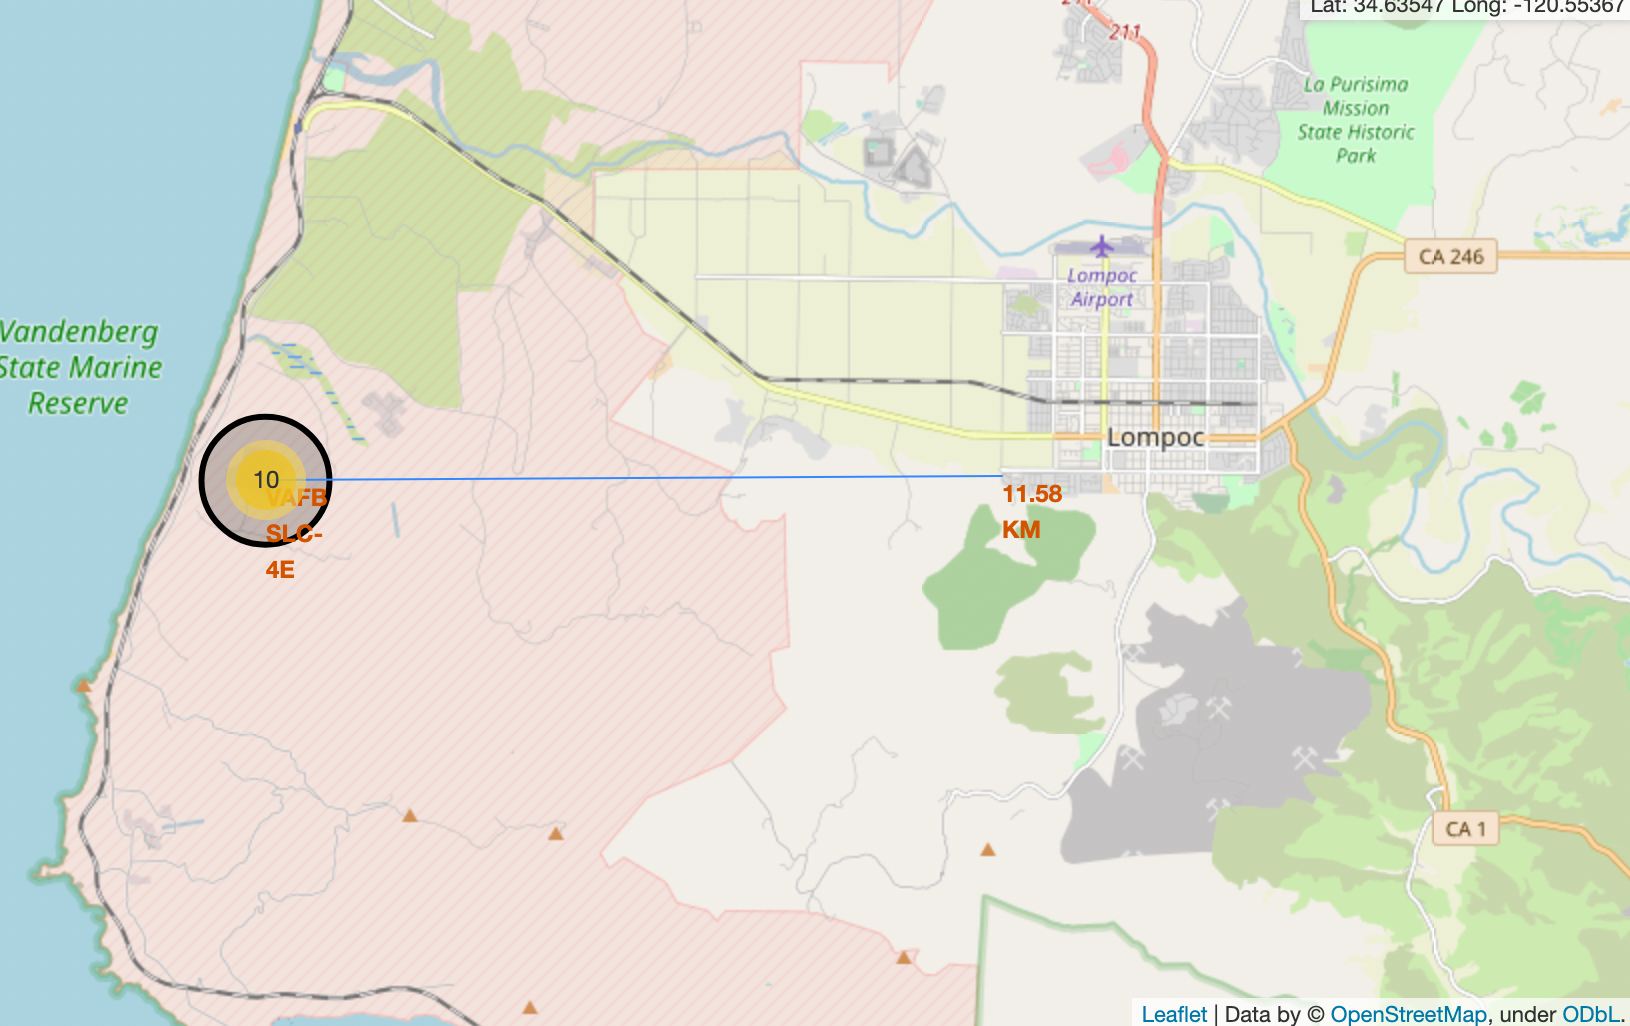 Lat: 34.63547 Long: -120.55367
211
211
La Purisima
Mission
State Historic
Park
CA 246
Lompoc
Airport
Vandenberg
State Marine
Reserve
Lompoc
10
VAFB
SLC-
4E
11.58
KM
CA 1
Leaflet | Data by © OpenStreetMap, under ODbL.